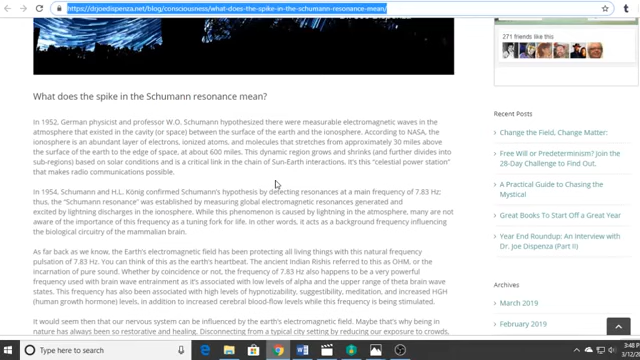 https://drjoedispenza.net/blog/consciousness/what-does-the-spike-in-the-schumann-resonance-mean/
271 friends like this
What does the spike in the Schumann resonance mean?
In 1952, German physicist and professor W.O. Schumann hypothesized there were measurable electromagnetic waves in the
atmosphere that existed in the cavity (or space) between the surface of the earth and the ionosphere. According to NASA, the
ionosphere is an abundant layer of electrons, ionized atoms, and molecules that stretches from approximately 30 miles above
the surface of the earth to the edge of space, at about 600 miles. This dynamic region grows and shrinks (and further divides into
sub-regions) based on solar conditions and is a critical link in the chain of Sun-Earth interactions. It's this "celestial power station"
that makes radio communications possible.
In 1954, Schumann and H.L. König confirmed Schumann's hypothesis by detecting resonances at a main frequency of 7.83 Hz;
thus, the "Schumann resonance" was established by measuring global electromagnetic resonances generated and
excited by lightning discharges in the ionosphere. While this phenomenon is caused by lightning in the atmosphere, many are not
aware of the importance of this frequency as a tuning fork for life. In other words, it acts as a background frequency influencing
the biological circuitry of the mammalian brain.
As far back as we know, the Earth's electromagnetic field has been protecting all living things with this natural frequency
pulsation of 7.83 Hz. You can think of this as the earth's heartbeat. The ancient Indian Rishis referred to this as OHM, or the
incarnation of pure sound. Whether by coincidence or not, the frequency of 7.83 Hz also happens to be a very powerful
frequency used with brain wave entrainment as it's associated with low levels of alpha and the upper range of theta brain wave
states. This frequency has also been associated with high levels of hypnotizability, suggestibility, meditation, and increased HGH
(human growth hormone) levels, in addition to increased cerebral blood-flow levels while this frequency is being stimulated.
It would seem then that our nervous system can be influenced by the earth's electromagnetic field. Maybe that's why being in
nature has always been so restorative and healing. Disconnecting from a typical city setting by reducing our exposure to crowds,
Recent Posts
Change the Field, Change Matter:
Free Will or Predeterminism? Join the
28-Day Challenge to Find Out.
A Practical Guide to Chasing the
Mystical
Great Books To Start Off a Great Year
Year End Roundup: An Interview with
Dr. Joe Dispenza (Part II)
Archives
March 2019
February 2019
Type here to search
3:48 P
3/12/20